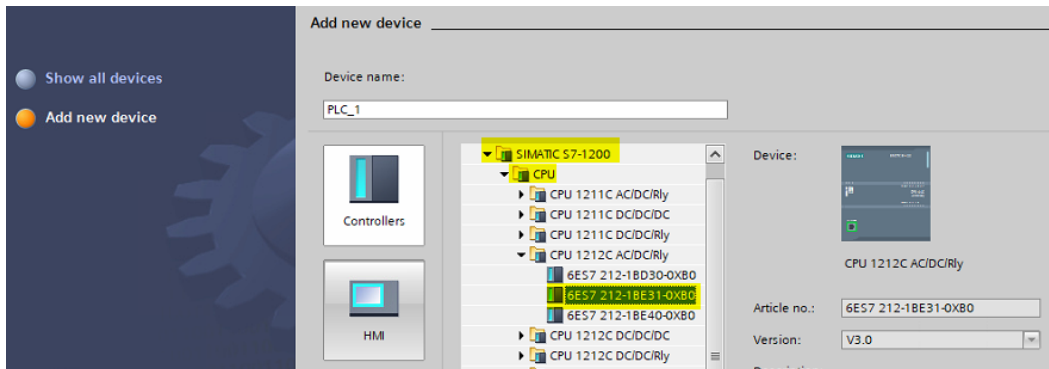 Add new device
Show all devices
Add new device
Device name:
PLC_1
Controllers
HMI
SIMATIC S7-1200
CPU
CPU 1211C AC/DC/Rly
CPU 1211C DC/DC/DC
CPU 1211C DC/DC/Rly
CPU 1212C AC/DC/Rly
6ES7 212-1BD30-0XB0
6ES7 212-1BE31-0XB0
6ES7 212-1BE40-0XB0
CPU 1212C DC/DC/DC
CPU 1212C DC/DC/Rly
Device:
CPU 1212C AC/DC/Rly
Article no.:
6ES7 212-1BE31-0XB0
Version:
V3.0